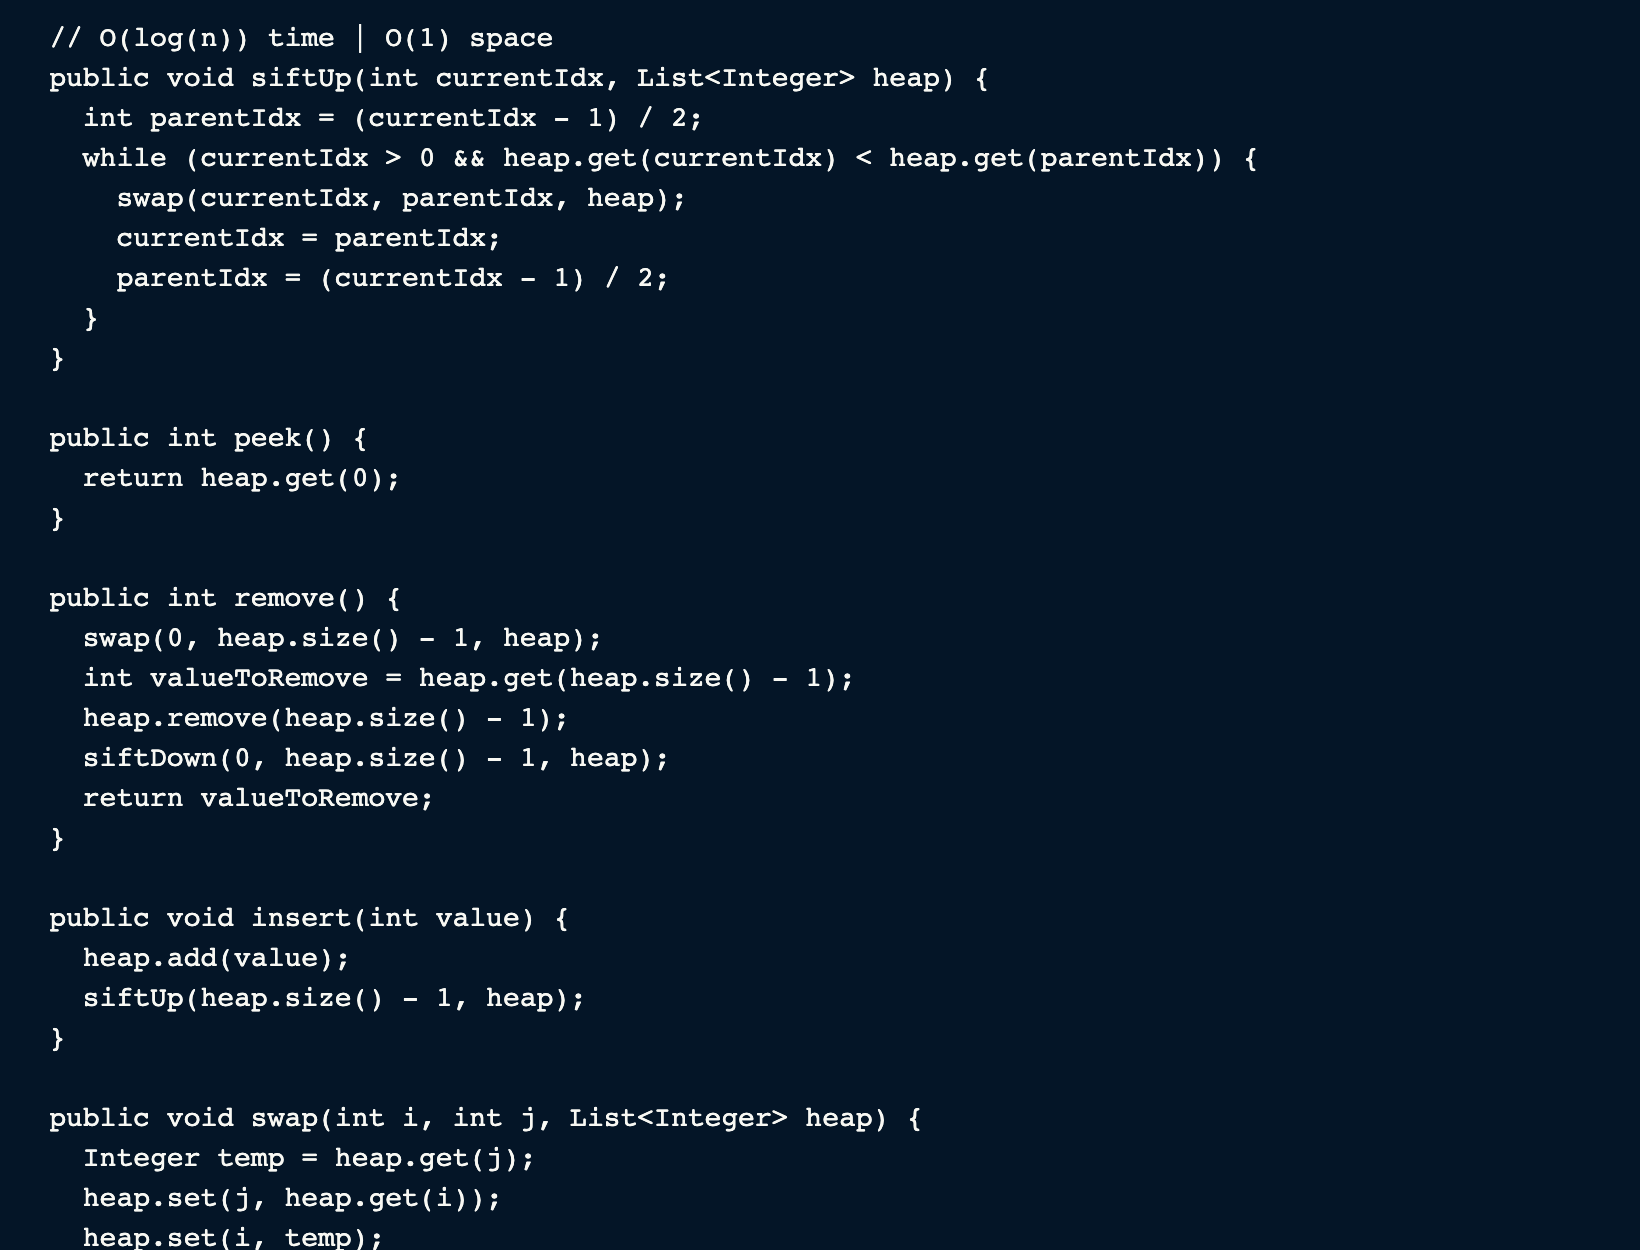 // O(log(n)) time | O(1) space
public void siftUp(int currentIdx, List<Integer> heap) {
  int parentIdx = (currentIdx - 1) / 2;
  while (currentIdx > 0 && heap.get(currentIdx) < heap.get(parentIdx)) {
    swap(currentIdx, parentIdx, heap);
    currentIdx = parentIdx;
    parentIdx = (currentIdx - 1) / 2;
  }
}

public int peek() {
  return heap.get(0);
}

public int remove() {
  swap(0, heap.size() - 1, heap);
  int valueToRemove = heap.get(heap.size() - 1);
  heap.remove(heap.size() - 1);
  siftDown(0, heap.size() - 1, heap);
  return valueToRemove;
}

public void insert(int value) {
  heap.add(value);
  siftUp(heap.size() - 1, heap);
}

public void swap(int i, int j, List<Integer> heap) {
  Integer temp = heap.get(j);
  heap.set(j, heap.get(i));
  heap.set(i, temp);